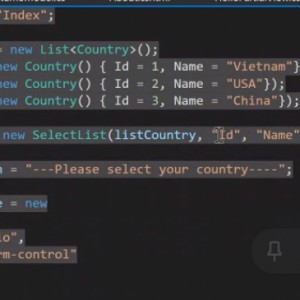 "Index";
= new List<Country>();
new Country() { Id = 1, Name = "Vietnam"}
new Country() { Id = 2, Name = "USA"});
new Country() { Id = 3, Name = "China"});
new SelectList(listCountry, "Id", "Name"
= "---Please select your country----";
e = new
io",
rm-control"